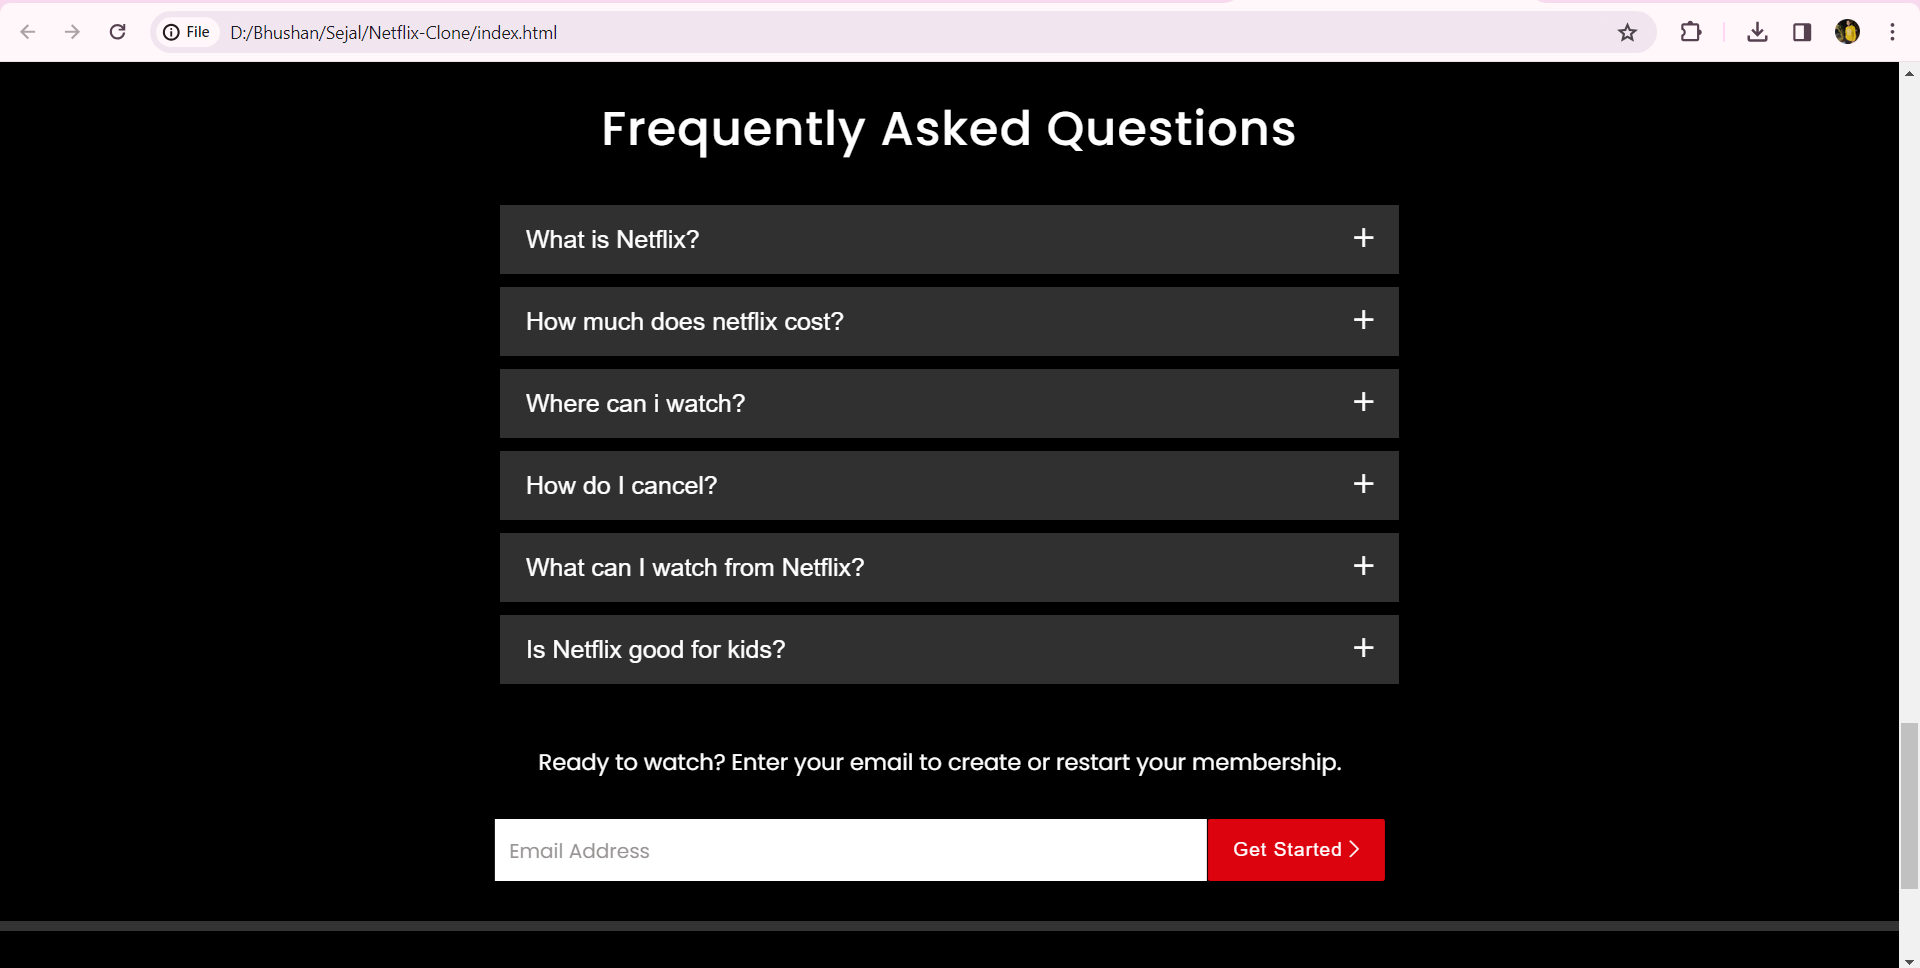 File D:/Bhushan/Sejal/Netflix-Clone/index.html
Frequently Asked Questions
What is Netflix? +
How much does netflix cost? +
Where can i watch? +
How do I cancel? +
What can I watch from Netflix? +
Is Netflix good for kids? +
Ready to watch? Enter your email to create or restart your membership.
Email Address
Get Started >